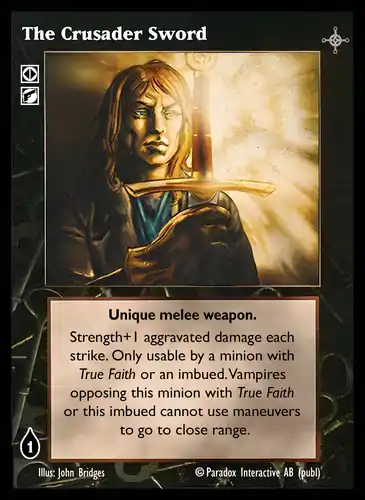 The Crusader Sword
Unique melee weapon.
Strength+1 aggravated damage each
strike. Only usable by a minion with
True Faith or an imbued. Vampires
opposing this minion with True Faith
or this imbued cannot use maneuvers
to go to close range.
1
Illus: John Bridges
© Paradox Interactive AB (publ)